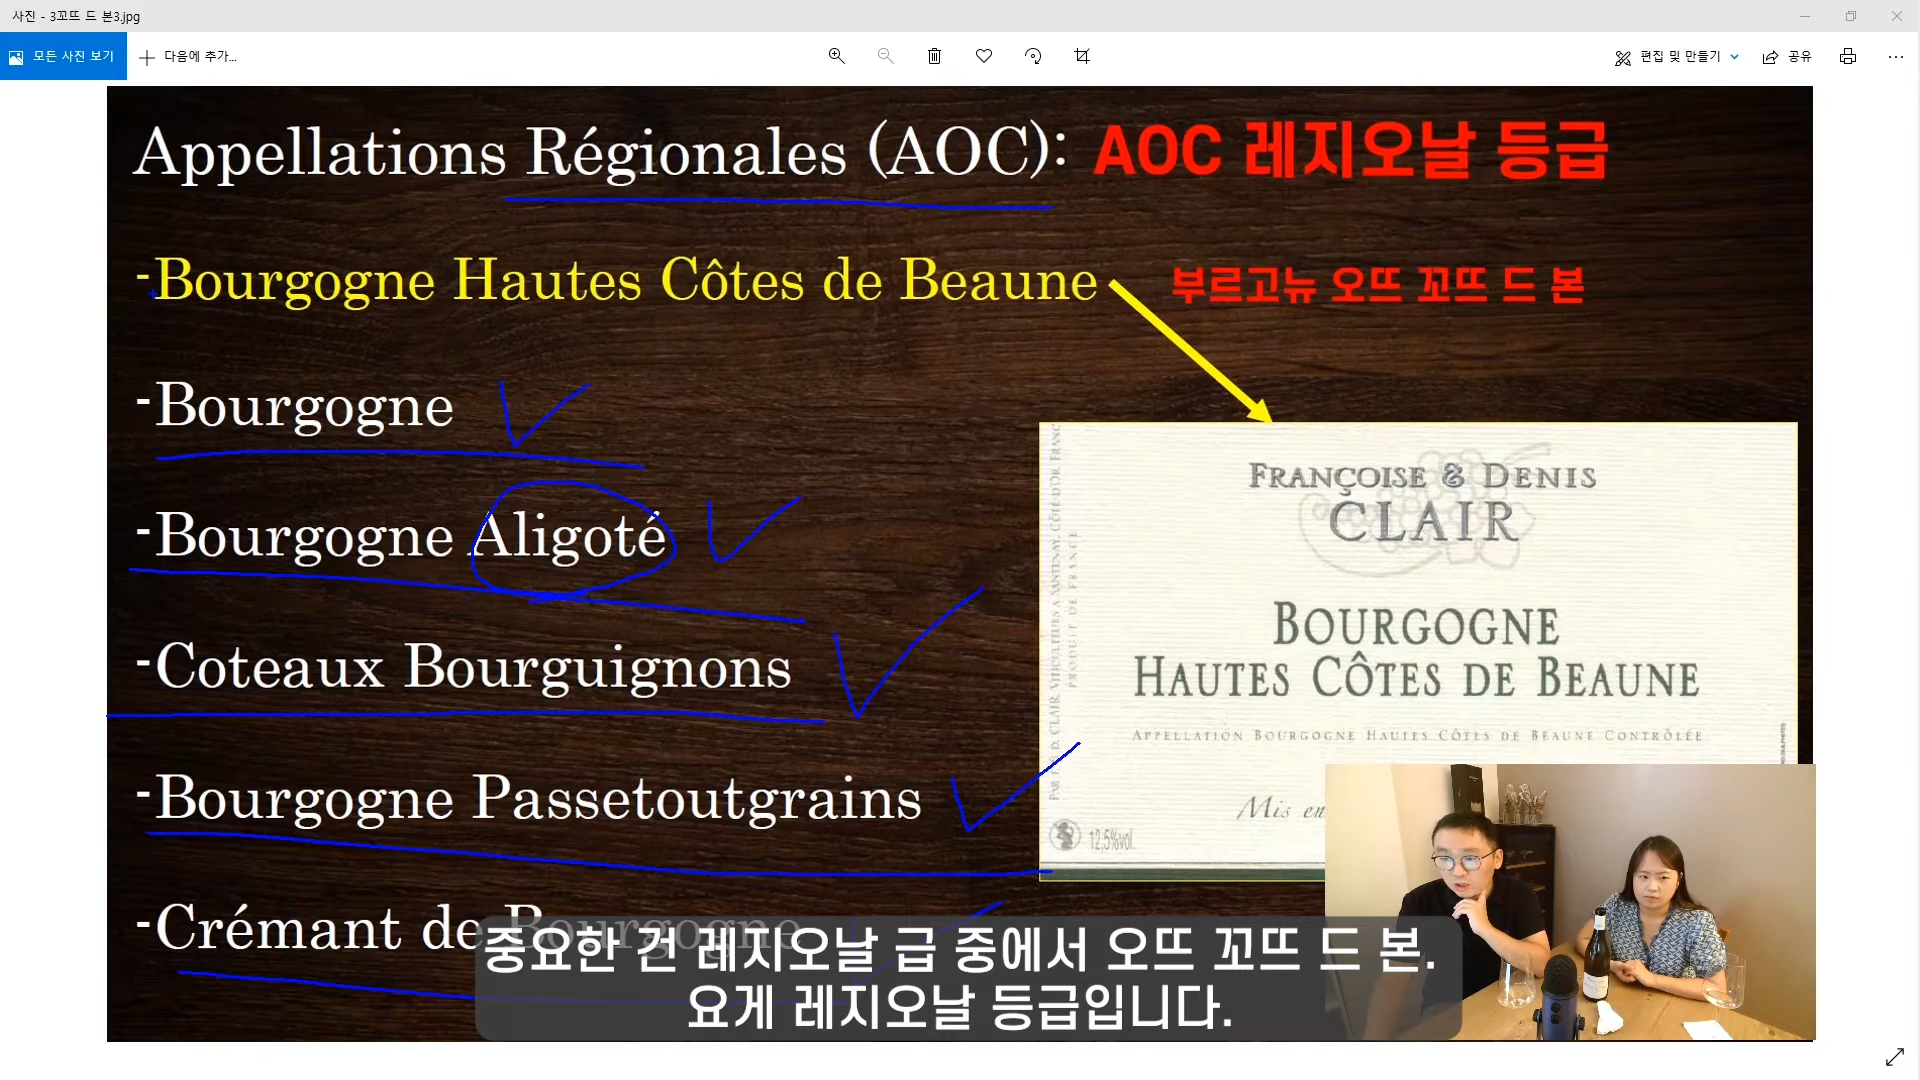 사진 - 3꼬뜨 드 본3.jpg
모든 사진 보기
다음에 추가...
편집 및 만들기
공유
Appellations Régionales (AOC): AOC 레지오날 등급
-Bourgogne Hautes Côtes de Beaune
부르고뉴 오뜨 꼬뜨 드 본
-Bourgogne
-Bourgogne Aligoté
-Coteaux Bourguignons
-Bourgogne Passetoutgrains
-Crémant de Bourgogne
FRANÇOISE & DENIS
CLAIR
BOURGOGNE
HAUTES CÔTES DE BEAUNE
APPELLATION BOURGOGNE HAUTES CÔTES DE BEAUNE CONTRÔLÉE
Mis en
12,5%vol.
PRODUIT DE FRANCE
중요한 건 레지오날 급 중에서 오뜨 꼬뜨 드 본.
요게 레지오날 등급입니다.